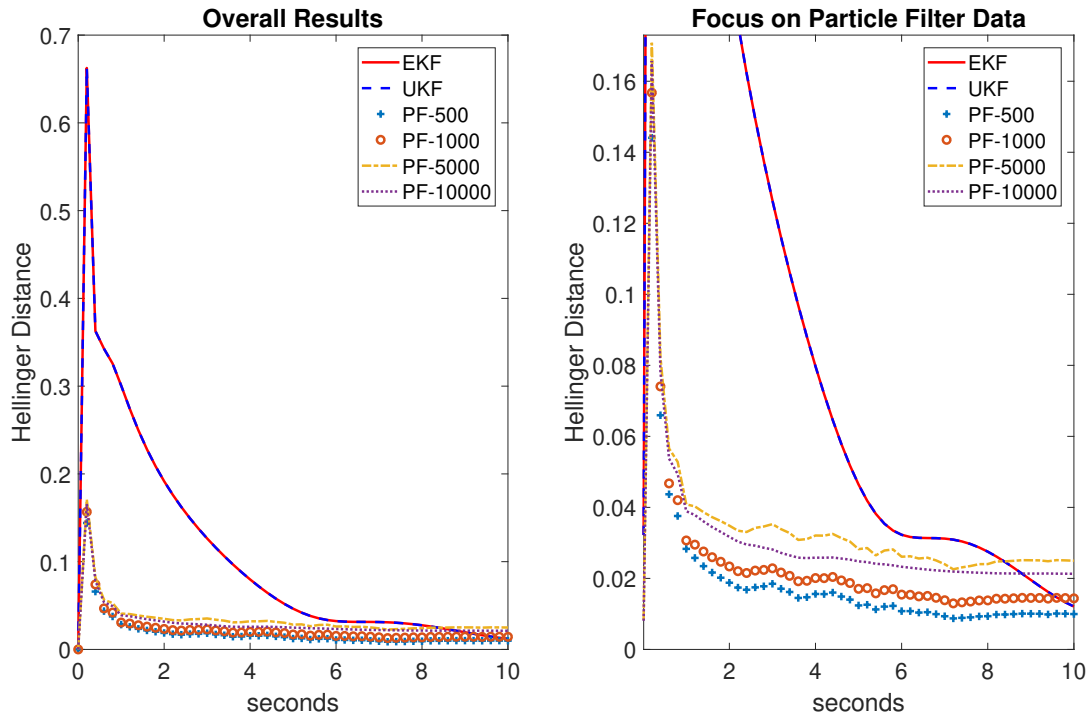 Overall Results
0.7
0.6
0.5
0.4
0.3
0.2
0.1
0
Hellinger Distance
EKF
UKF
PF-500
PF-1000
PF-5000
PF-10000
0 2 4 6 8 10
seconds
Focus on Particle Filter Data
0.16
0.14
0.12
0.1
0.08
0.06
0.04
0.02
0
Hellinger Distance
EKF
UKF
PF-500
PF-1000
PF-5000
PF-10000
2 4 6 8 10
seconds